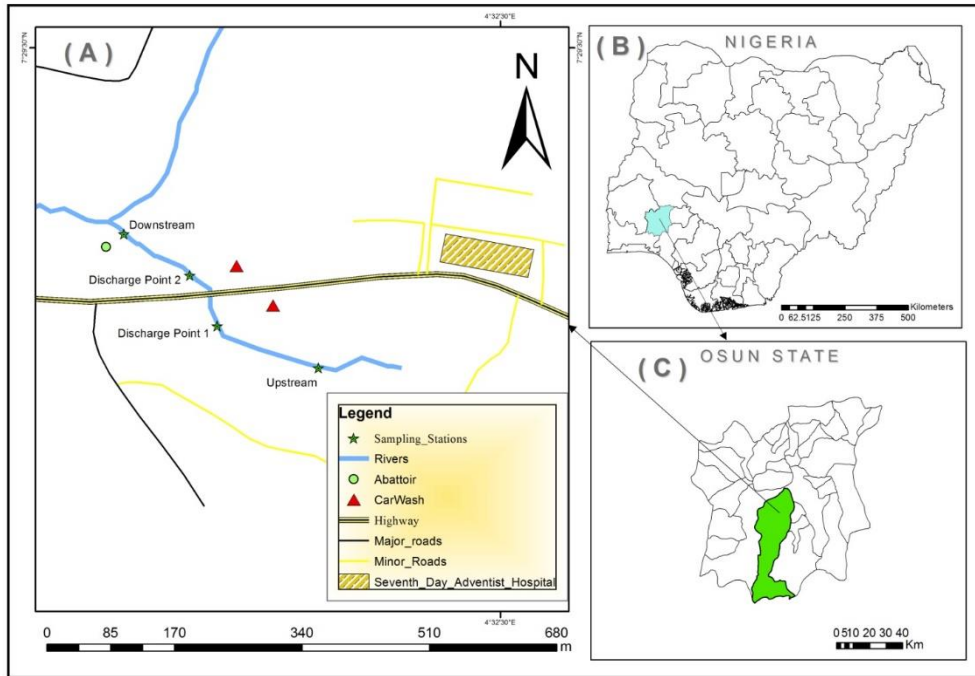 4°32'30"E
7°29'30"N
7°29'30"N
( A )
N
Downstream
Discharge Point 2
Discharge Point 1
Upstream
Legend
Sampling_Stations
Rivers
Abattoir
CarWash
Highway
Major_roads
Minor_Roads
Seventh_Day_Adventist_Hospital
4°32'30"E
0 85 170 340 510 680
m
( B )
NIGERIA
Kilometers
0 62.5125 250 375 500
OSUN STATE
( C )
0 510 20 30 40
Km